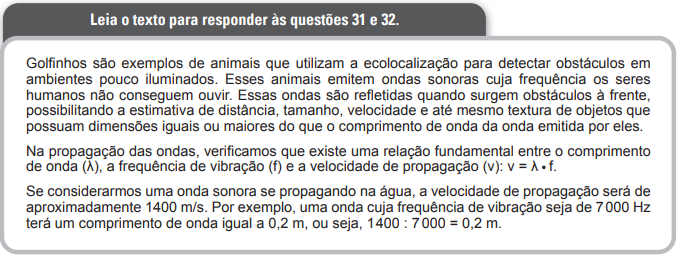 Leia o texto para responder às questões 31 e 32.
Golfinhos são exemplos de animais que utilizam a ecolocalização para detectar obstáculos em
ambientes pouco iluminados. Esses animais emitem ondas sonoras cuja frequência os seres
humanos não conseguem ouvir. Essas ondas são refletidas quando surgem obstáculos à frente,
possibilitando a estimativa de distância, tamanho, velocidade e até mesmo textura de objetos que
possuam dimensões iguais ou maiores do que o comprimento de onda da onda emitida por eles.
Na propagação das ondas, verificamos que existe uma relação fundamental entre o comprimento
de onda (λ), a frequência de vibração (f) e a velocidade de propagação (v): v = λ • f.
Se considerarmos uma onda sonora se propagando na água, a velocidade de propagação será de
aproximadamente 1400 m/s. Por exemplo, uma onda cuja frequência de vibração seja de 7 000 Hz
terá um comprimento de onda igual a 0,2 m, ou seja, 1400 : 7 000 = 0,2 m.